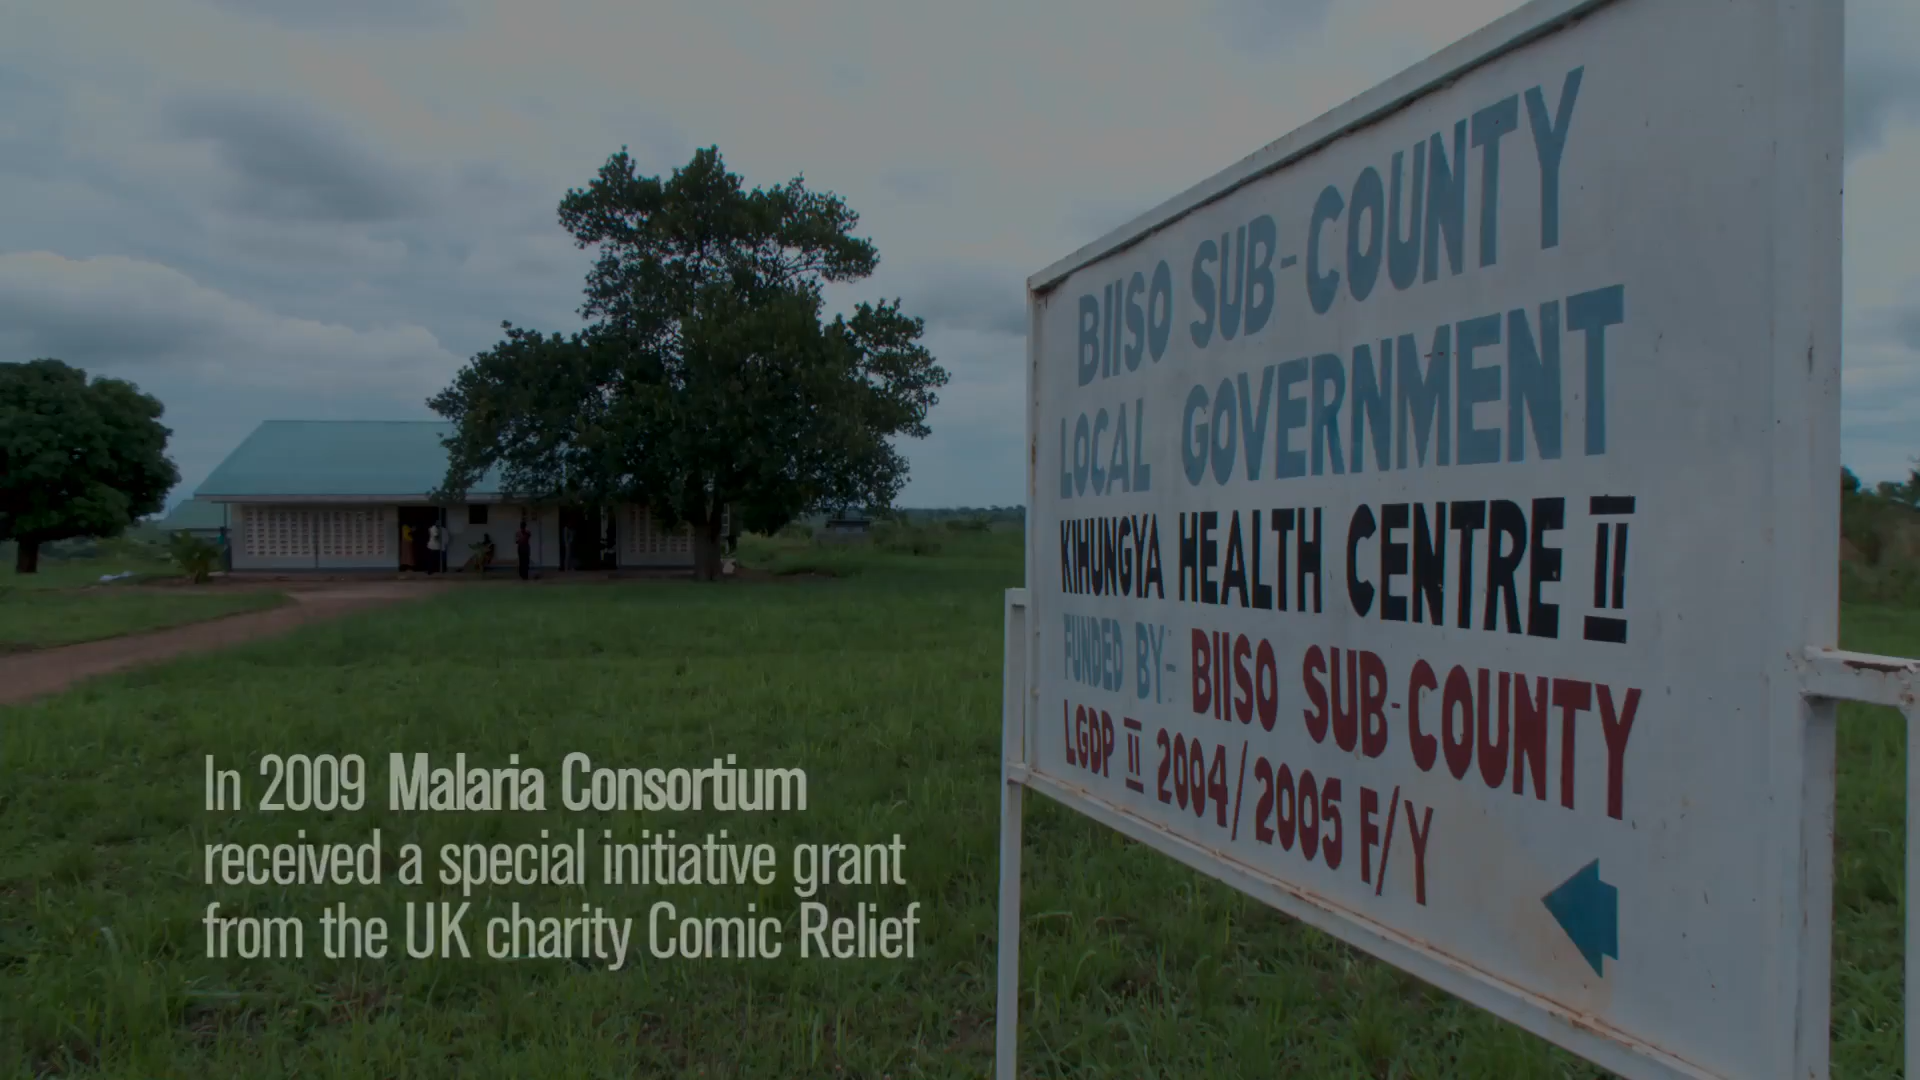 BIISO SUB-COUNTY
LOCAL GOVERNMENT
KIHUNGYA HEALTH CENTRE II
FUNDED BY:- BIISO SUB-COUNTY
LGDP II 2004/2005 F/Y
In 2009 Malaria Consortium
received a special initiative grant
from the UK charity Comic Relief